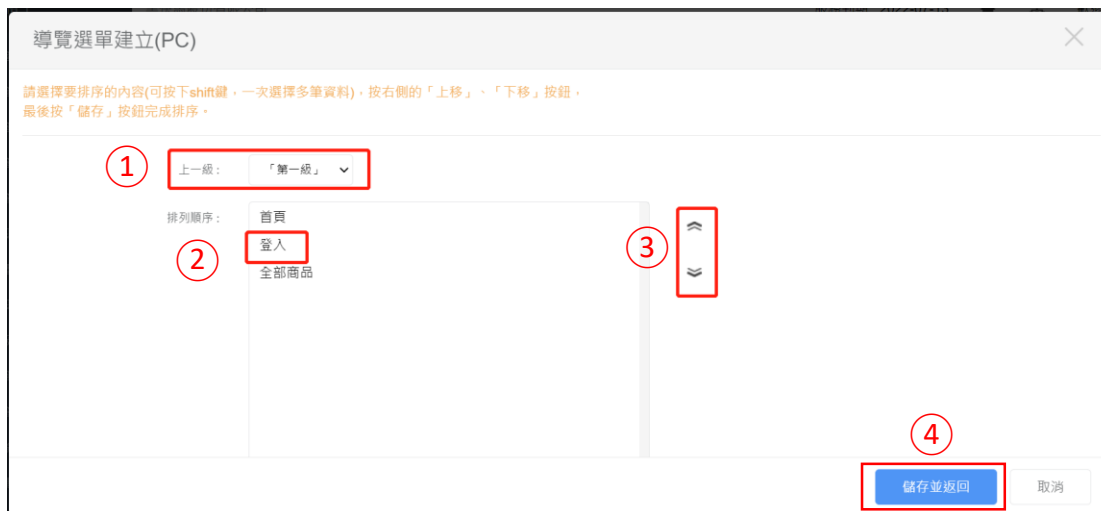 導覽選單建立(PC)
請選擇要排序的內容(可按下shift鍵，一次選擇多筆資料)，按右側的「上移」、「下移」按鈕，
最後按「儲存」按鈕完成排序。
1
上一級：
「第一級」
排列順序：
首頁
登入
2
3
全部商品
4
儲存並返回
取消